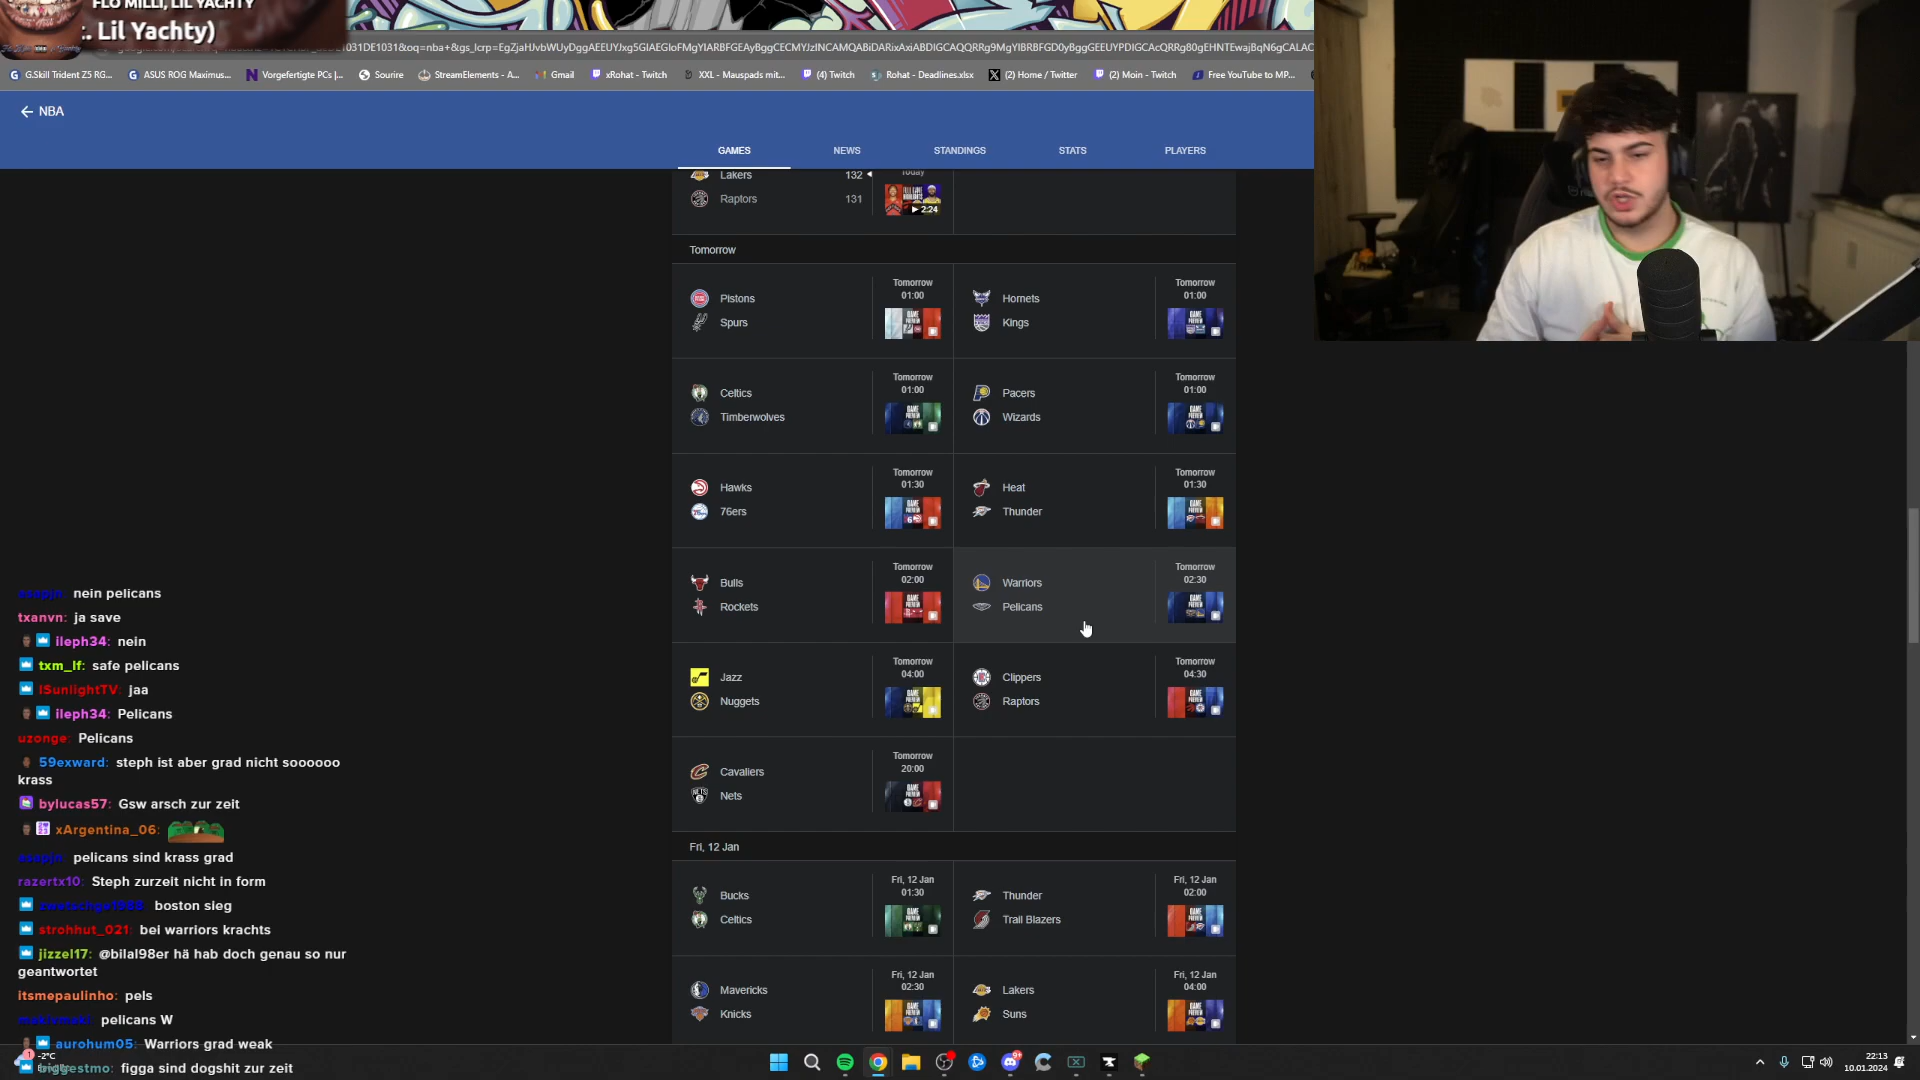 FLO MILLI, LIL YACHTY
:. Lil Yachty)
G.Skill Trident Z5 RG...
ASUS ROG Maximus...
Vorgefertigte PCs |...
Sourire
StreamElements - A...
Gmail
xRohat - Twitch
XXL - Mauspads mit...
(4) Twitch
Rohat - Deadlines.xlsx
(2) Home / Twitter
(2) Moin - Twitch
Free YouTube to MP...
NBA
GAMES
NEWS
STANDINGS
STATS
PLAYERS
Lakers 132
Today
Raptors 131
2:24
Tomorrow
Pistons
Spurs
Tomorrow
01:00
Hornets
Kings
Tomorrow
01:00
Celtics
Timberwolves
Tomorrow
01:00
Pacers
Wizards
Tomorrow
01:00
Hawks
76ers
Tomorrow
01:30
Heat
Thunder
Tomorrow
01:30
Bulls
Rockets
Tomorrow
02:00
Warriors
Pelicans
Tomorrow
02:30
Jazz
Nuggets
Tomorrow
04:00
Clippers
Raptors
Tomorrow
04:30
Cavaliers
Nets
Tomorrow
20:00
Fri, 12 Jan
Bucks
Celtics
Fri, 12 Jan
01:30
Thunder
Trail Blazers
Fri, 12 Jan
02:00
Mavericks
Knicks
Fri, 12 Jan
02:30
Lakers
Suns
Fri, 12 Jan
04:00
nein pelicans
txanvn: ja save
ileph34: nein
txm_lf: safe pelicans
ISunlightTV: jaa
ileph34: Pelicans
uzonge: Pelicans
59exward: steph ist aber grad nicht soooooo
krass
bylucas57: Gsw arsch zur zeit
xArgentina_06:
pelicans sind krass grad
razertx10: Steph zurzeit nicht in form
boston sieg
strohhut_021: bei warriors krachts
jizzel17: @bilal98er hä hab doch genau so nur
geantwortet
itsmepaulinho: pels
pelicans W
aurohum05: Warriors grad weak
biggestmo: figga sind dogshit zur zeit
-2°C
22:13
10.01.2024